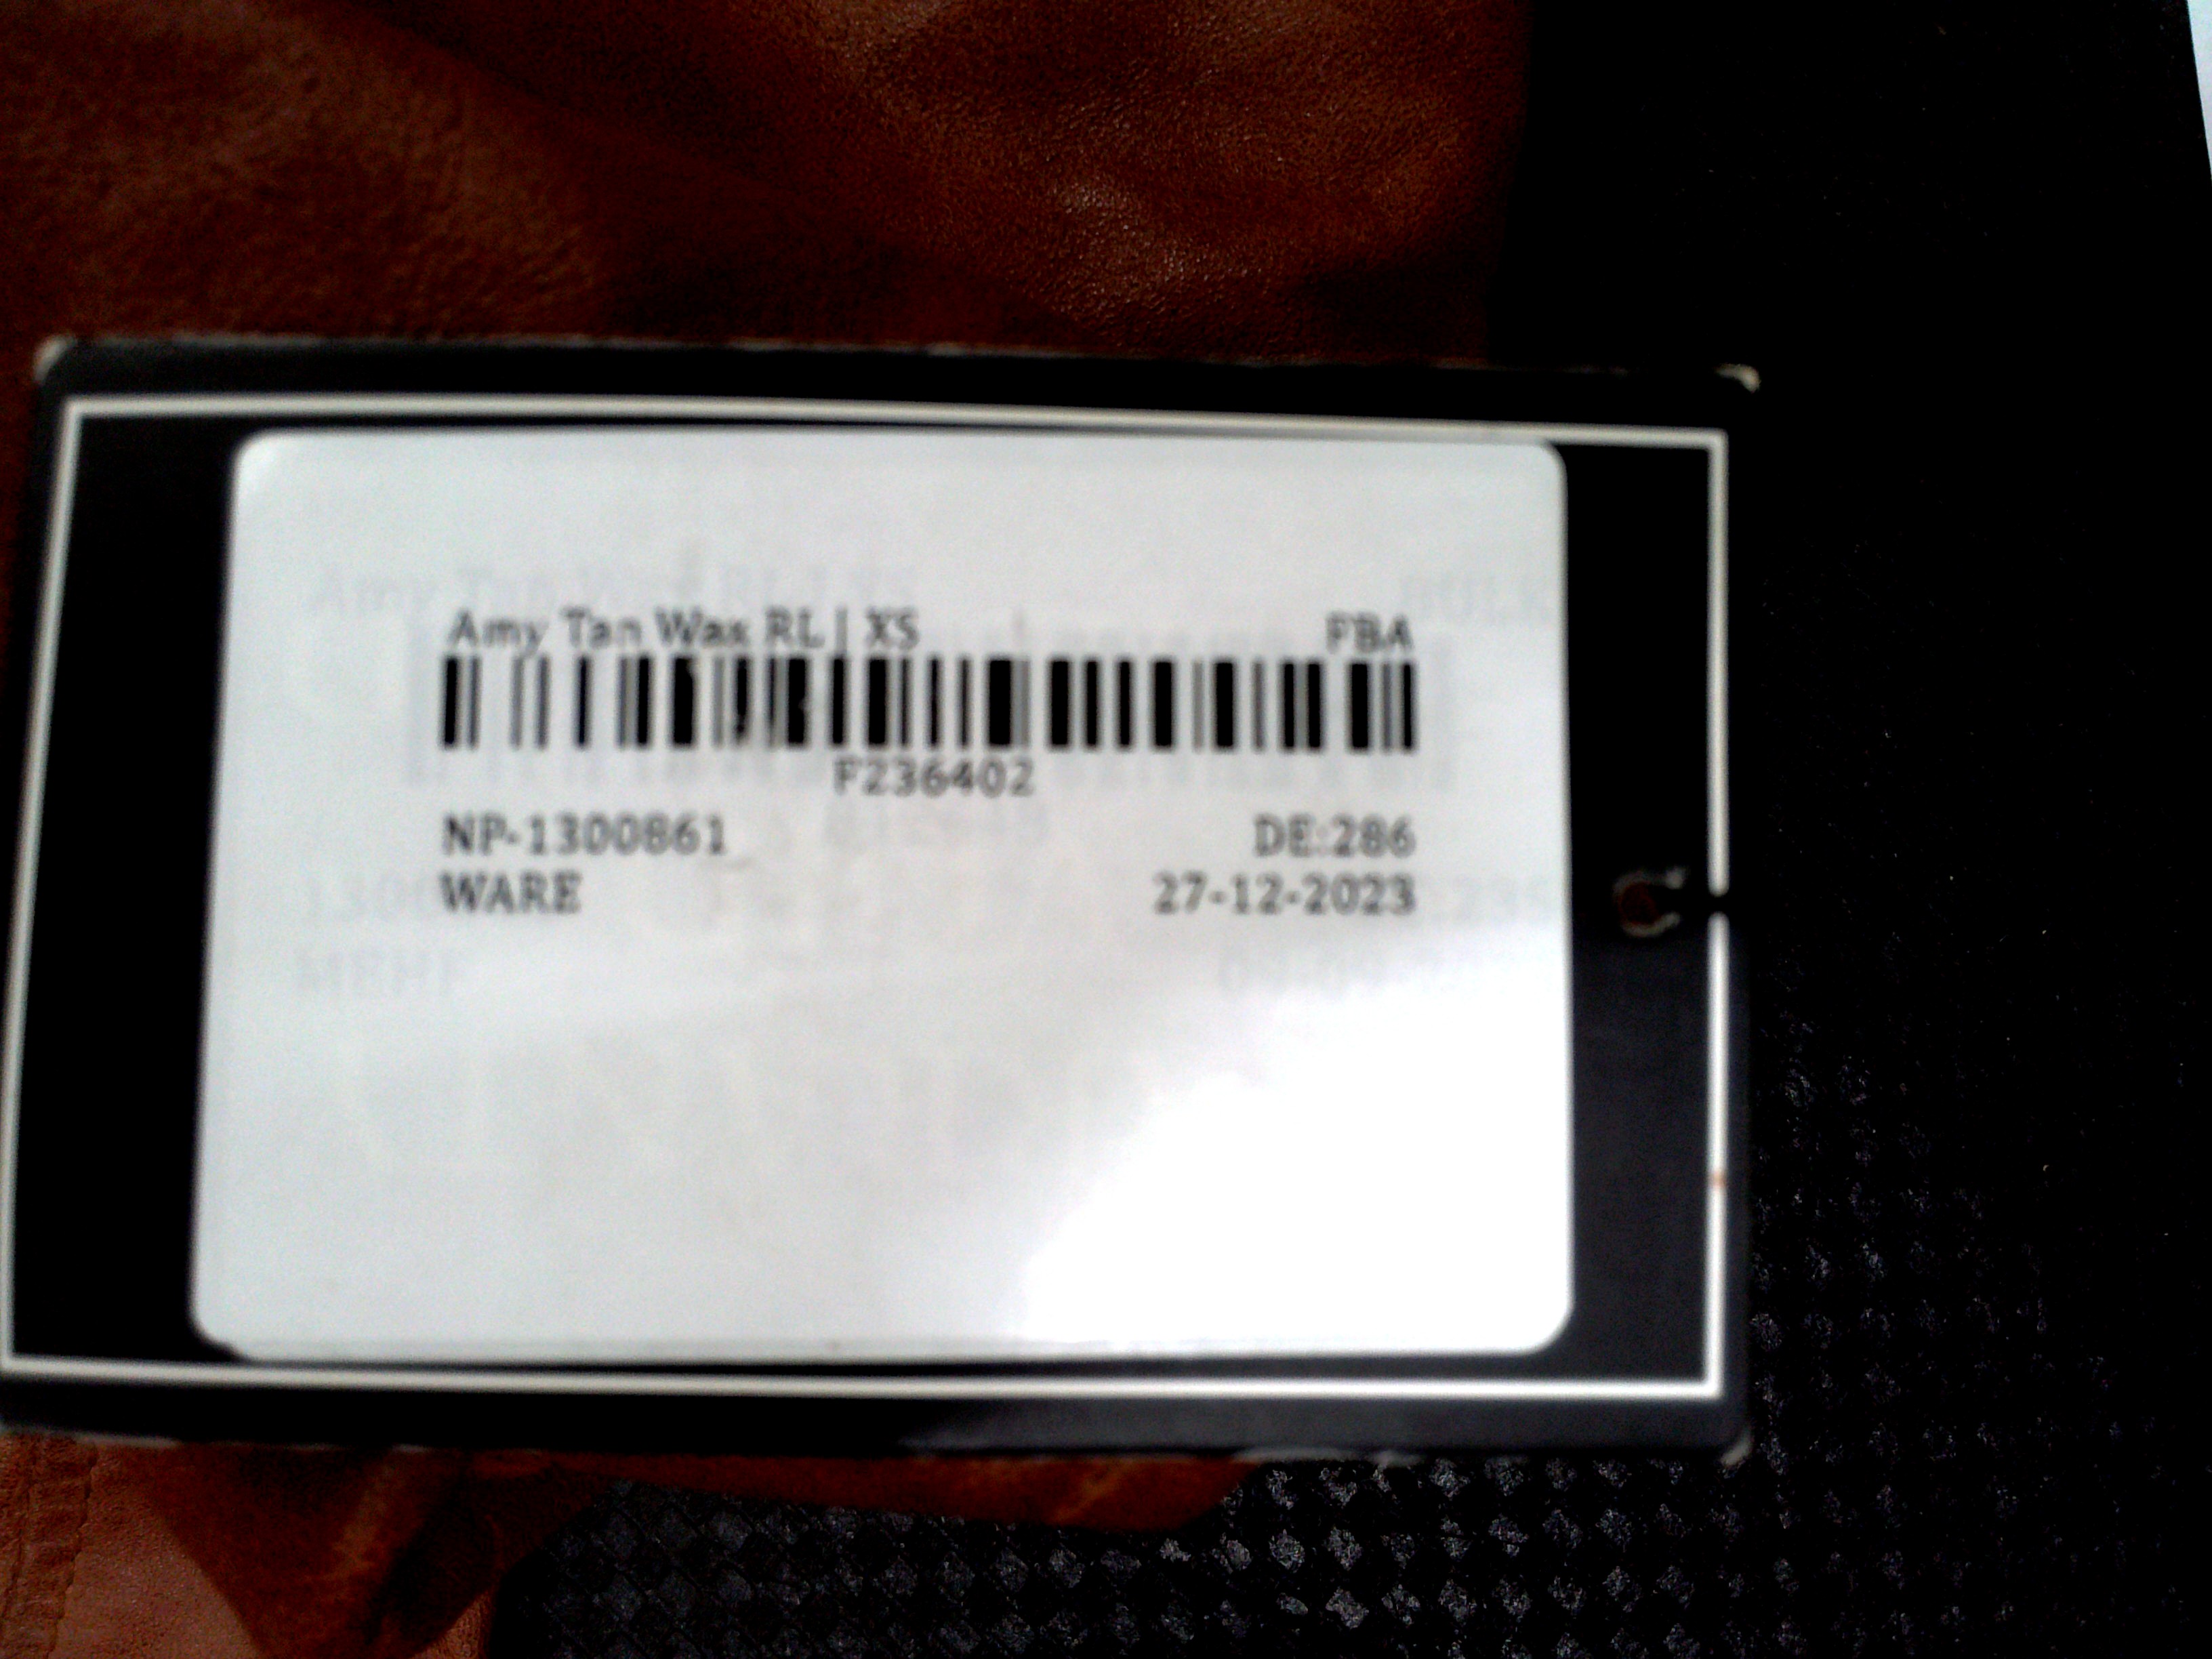 Amy Tan Wax RL | XS FBA
F236402
NP-1300861 DE:286
WARE 27-12-2023